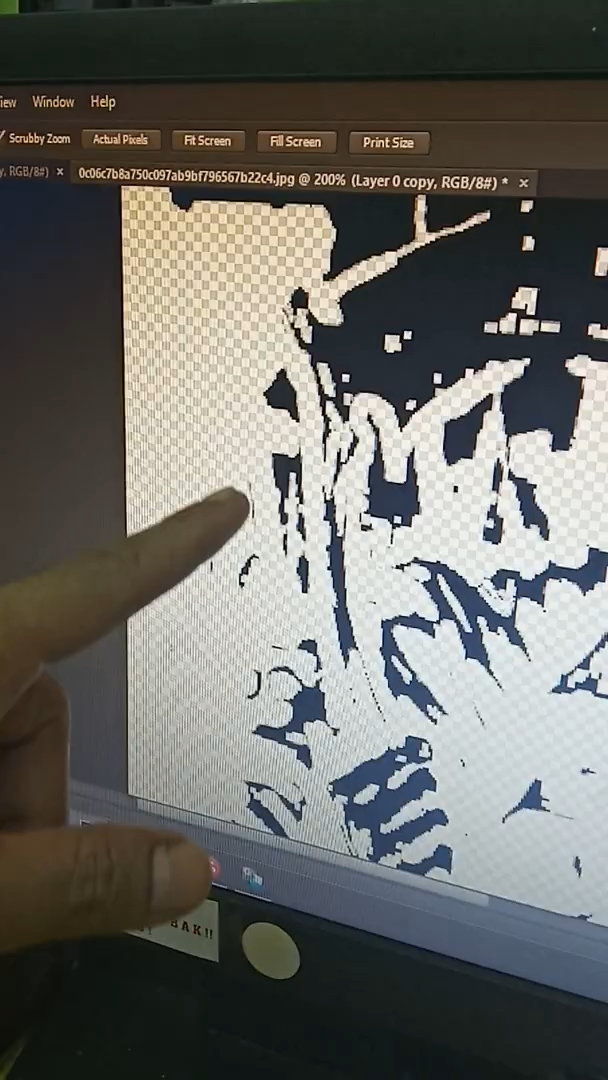 iew Window Help
Scrubby Zoom Actual Pixels Fit Screen Fill Screen Print Size
y, RGB/8#) × 0c06c7b8a750c097ab9bf796567b22c4.jpg @ 200% (Layer 0 copy, RGB/8#) * ×
BAK!!